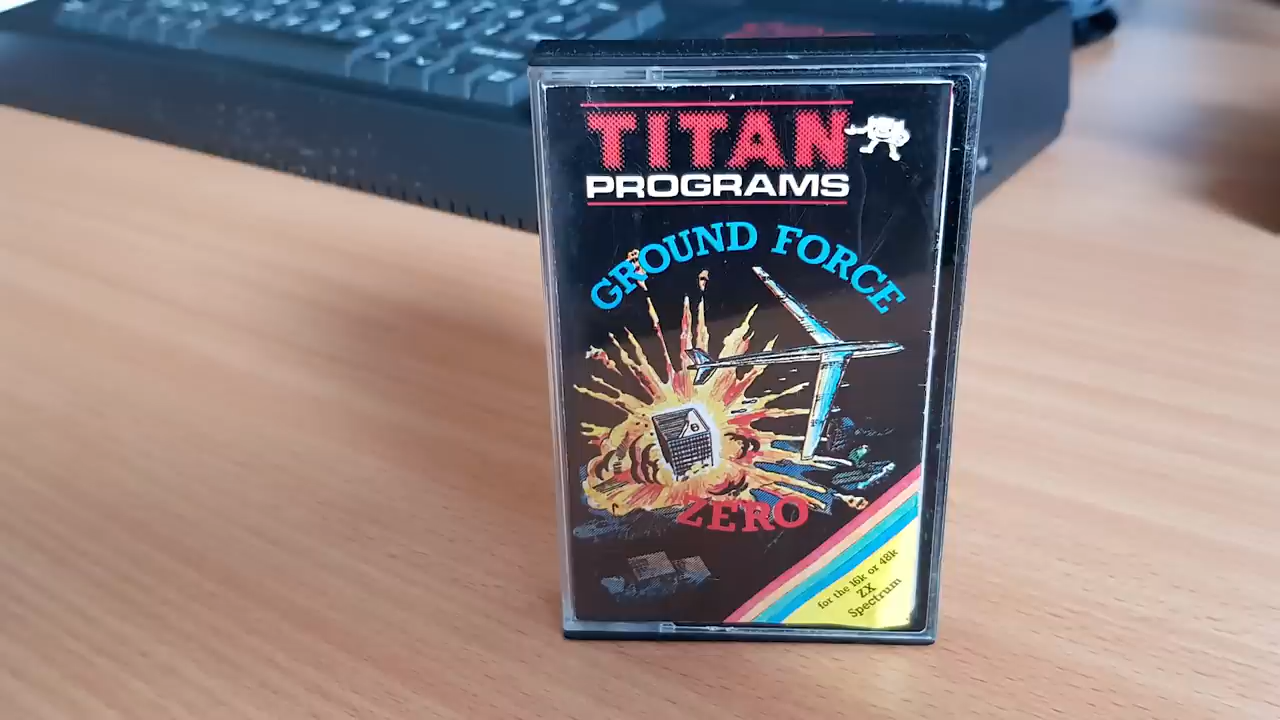 TITAN
PROGRAMS
GROUND FORCE
ZERO
for the 16k or 48k
ZX
Spectrum